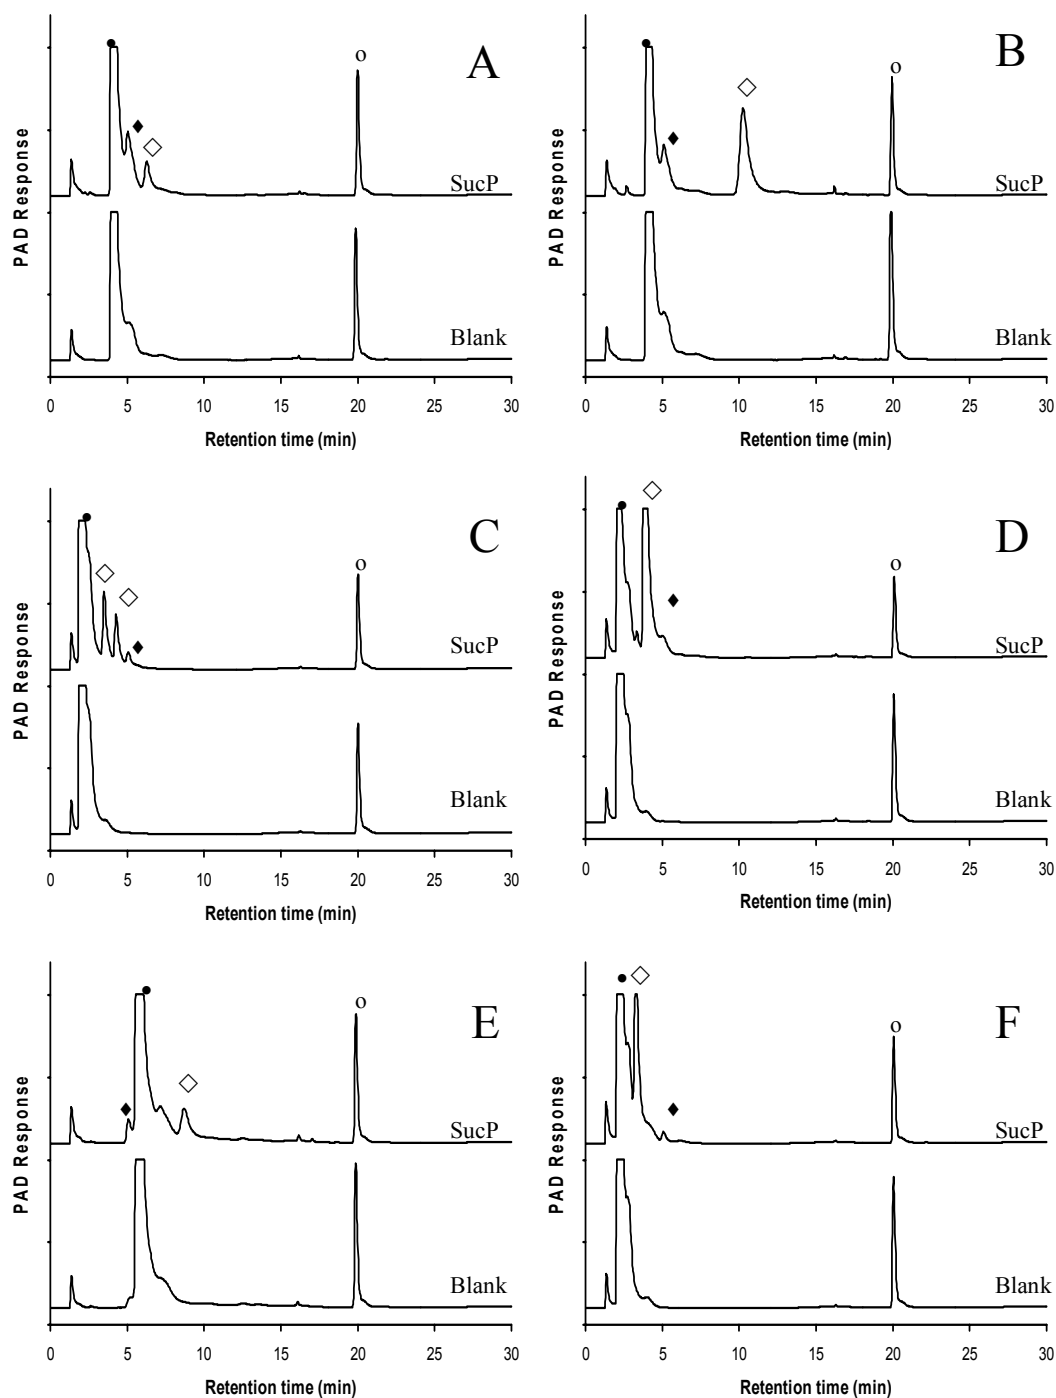 A
PAD Response
SucP
Blank
0 5 10 15 20 25 30
Retention time (min)
B
PAD Response
SucP
Blank
0 5 10 15 20 25 30
Retention time (min)
C
PAD Response
SucP
Blank
0 5 10 15 20 25 30
Retention time (min)
D
PAD Response
SucP
Blank
0 5 10 15 20 25 30
Retention time (min)
E
PAD Response
SucP
Blank
0 5 10 15 20 25 30
Retention time (min)
F
PAD Response
SucP
Blank
0 5 10 15 20 25 30
Retention time (min)